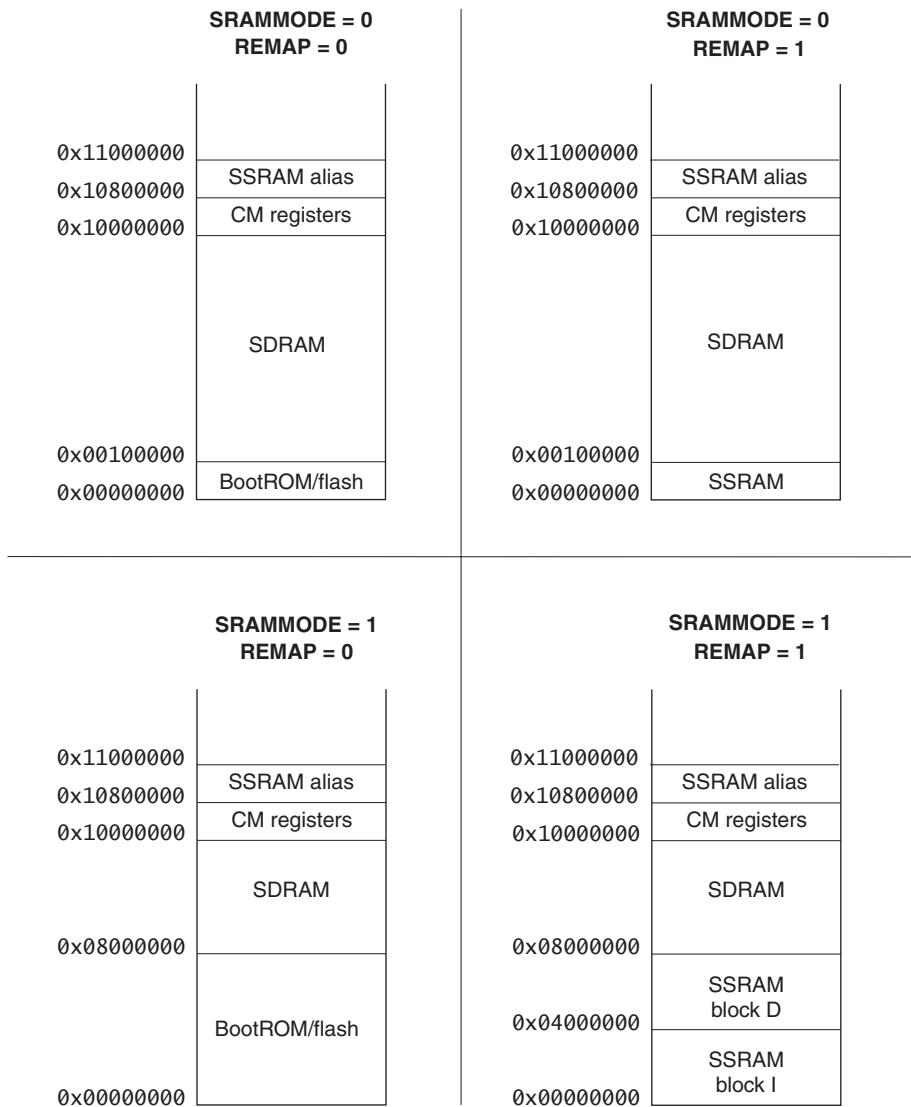 SRAMMODE = 0
REMAP = 0
0x11000000
SSRAM alias
0x10800000
CM registers
0x10000000
SDRAM
0x00100000
BootROM/flash
0x00000000
SRAMMODE = 0
REMAP = 1
0x11000000
SSRAM alias
0x10800000
CM registers
0x10000000
SDRAM
0x00100000
SSRAM
0x00000000
SRAMMODE = 1
REMAP = 0
0x11000000
SSRAM alias
0x10800000
CM registers
0x10000000
SDRAM
0x08000000
BootROM/flash
0x00000000
SRAMMODE = 1
REMAP = 1
0x11000000
SSRAM alias
0x10800000
CM registers
0x10000000
SDRAM
0x08000000
SSRAM
block D
0x04000000
SSRAM
block I
0x00000000